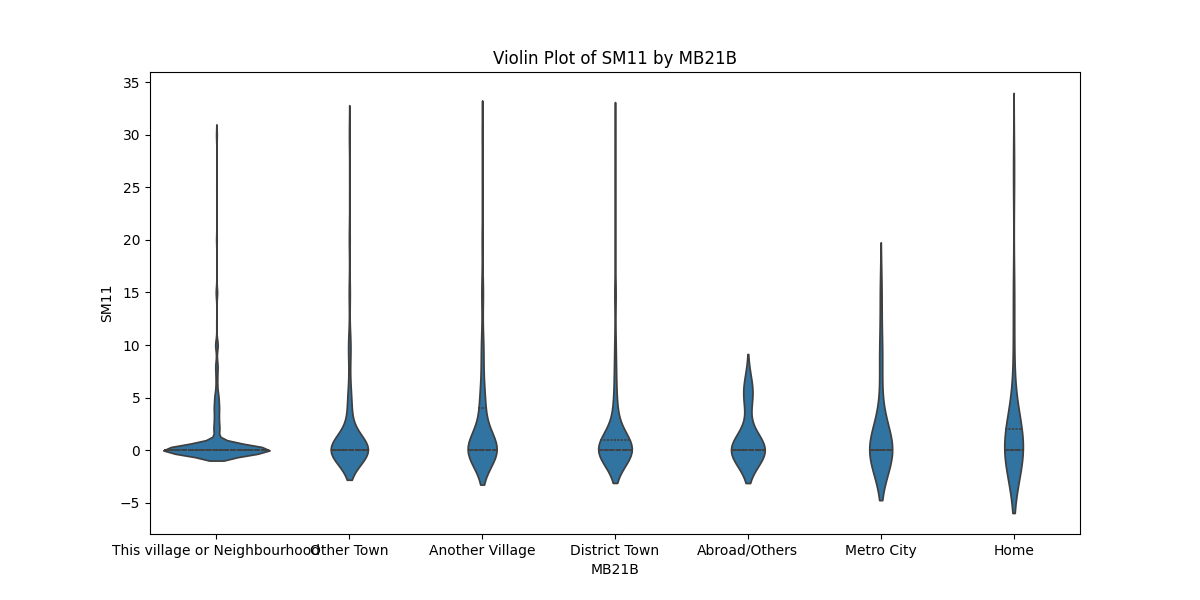 Violin Plot of SM11 by MB21B
35
30
25
20
15
10
5
0
−5
SM11
This village or Neighbourhood
Other Town
Another Village
District Town
Abroad/Others
Metro City
Home
MB21B